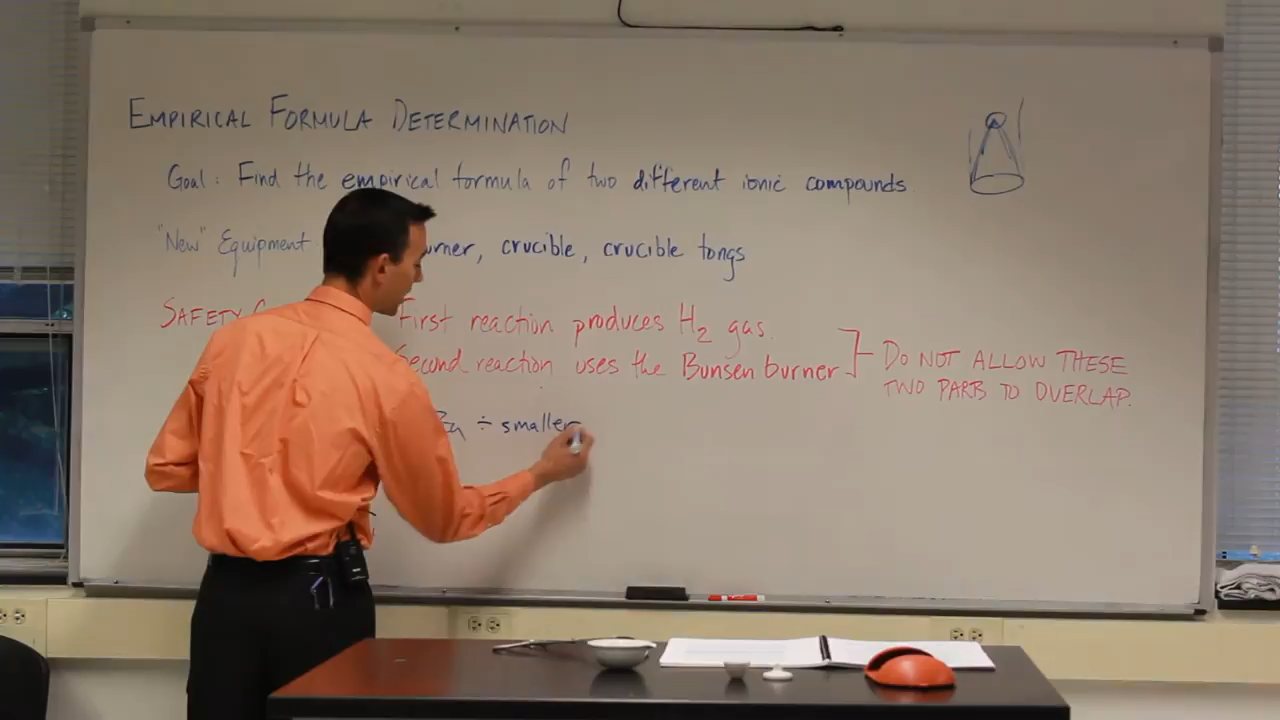 EMPIRICAL FORMULA DETERMINATION
Goal: Find the empirical formula of two different ionic compounds
"New" Equipment
crucible, crucible tongs
SAFETY
First reaction produces H₂ gas.
Second reaction uses the Bunsen burner
DO NOT ALLOW THESE
TWO PARTS TO OVERLAP.
÷ smaller